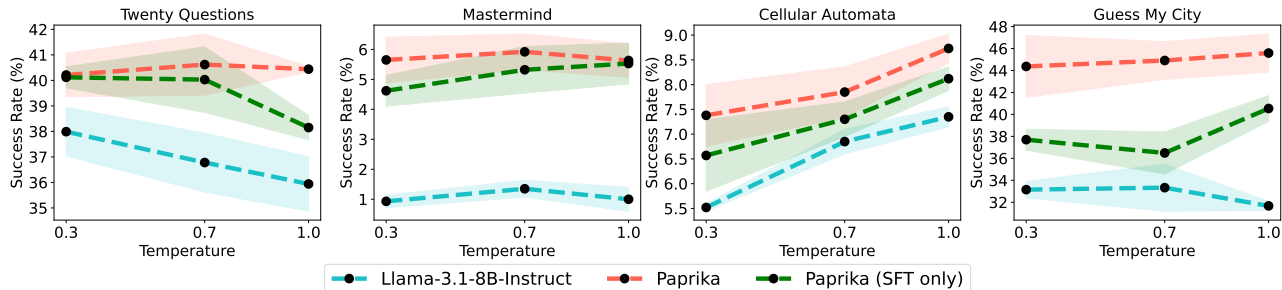 Twenty Questions
Success Rate (%)
42
41
40
39
38
37
36
35
0.3
0.7
1.0
Temperature
Mastermind
Success Rate (%)
6
5
4
3
2
1
0.3
0.7
1.0
Temperature
Cellular Automata
Success Rate (%)
9.0
8.5
8.0
7.5
7.0
6.5
6.0
5.5
0.3
0.7
1.0
Temperature
Guess My City
Success Rate (%)
48
46
44
42
40
38
36
34
32
0.3
0.7
1.0
Temperature
Llama-3.1-8B-Instruct
Paprika
Paprika (SFT only)